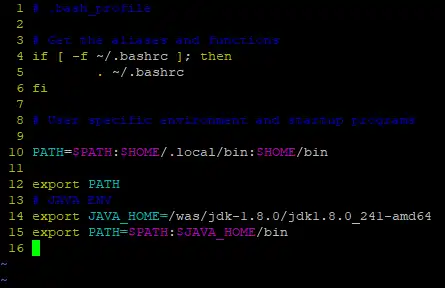 1 # .bash_profile
2
3 # Get the aliases and functions
4 if [ -f ~/.bashrc ]; then
5 . ~/.bashrc
6 fi
7
8 # User specific environment and startup programs
9
10 PATH=$PATH:$HOME/.local/bin:$HOME/bin
11
12 export PATH
13 # JAVA ENV
14 export JAVA_HOME=/was/jdk-1.8.0/jdk1.8.0_241-amd64
15 export PATH=$PATH:$JAVA_HOME/bin
16
~
~